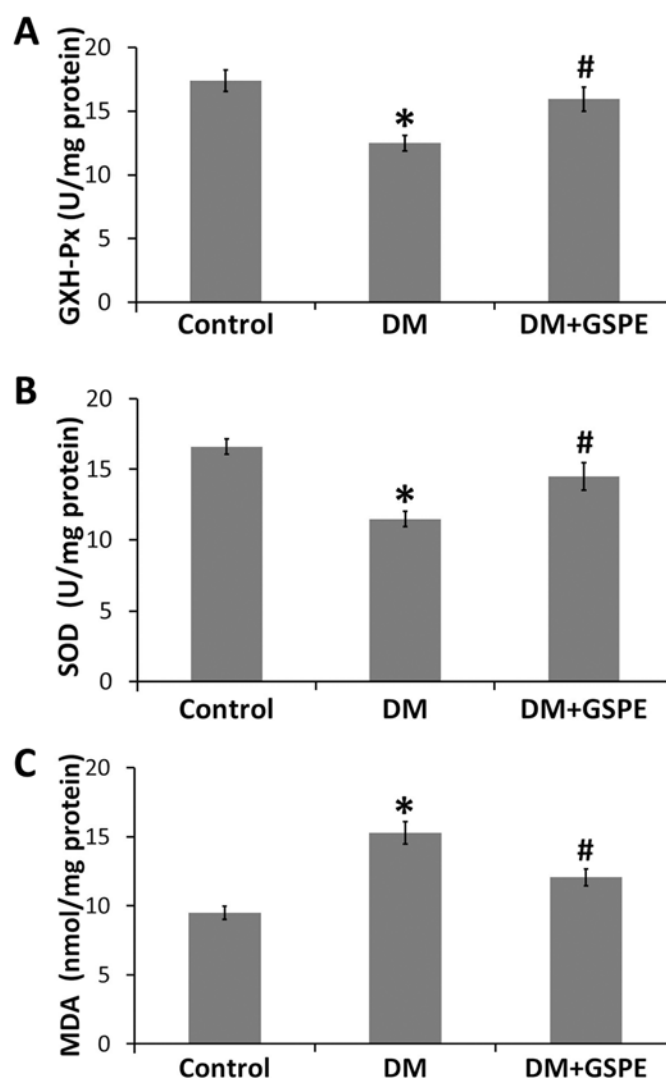 A
GXH-Px (U/mg protein)
20
15
10
5
0
*
#
Control DM DM+GSPE
B
SOD (U/mg protein)
20
15
10
5
0
*
#
Control DM DM+GSPE
C
MDA (nmol/mg protein)
20
15
10
5
0
*
#
Control DM DM+GSPE